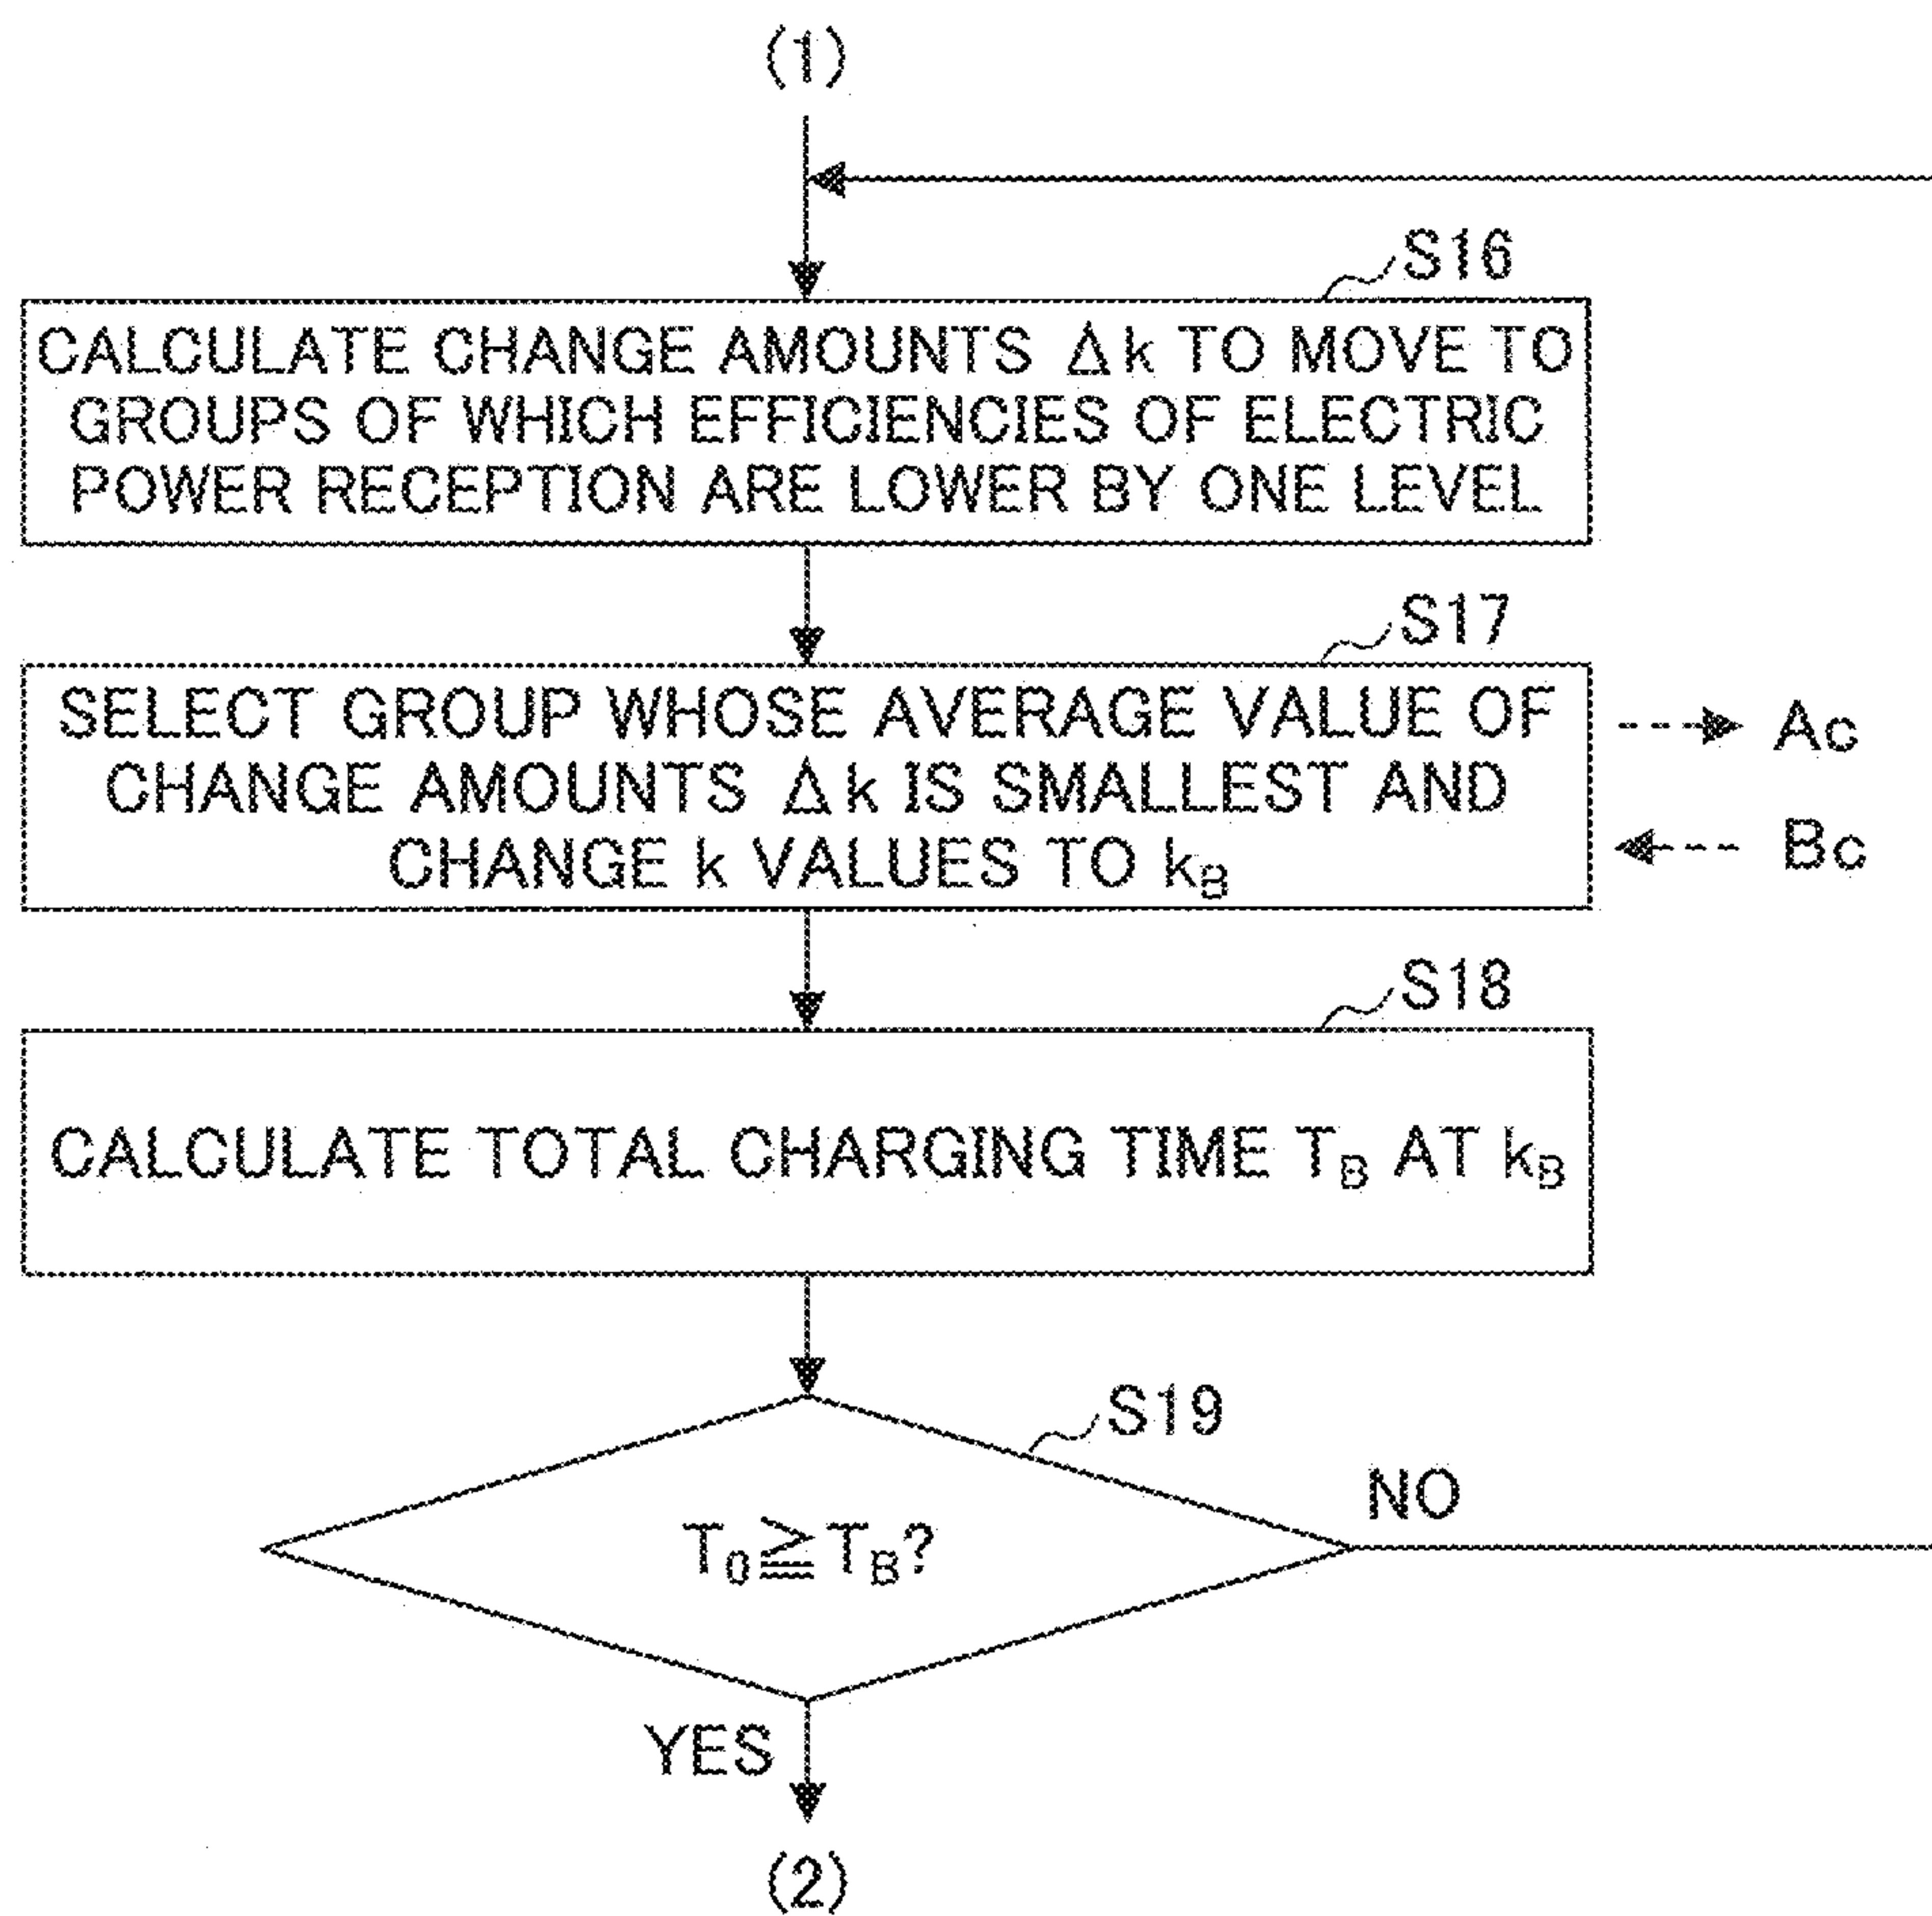 (1)
S16
CALCULATE CHANGE AMOUNTS Δk TO MOVE TO
GROUPS OF WHICH EFFICIENCIES OF ELECTRIC
POWER RECEPTION ARE LOWER BY ONE LEVEL
S17
SELECT GROUP WHOSE AVERAGE VALUE OF
CHANGE AMOUNTS Δk IS SMALLEST AND
CHANGE k VALUES TO kB
Ac
Bc
S18
CALCULATE TOTAL CHARGING TIME TB AT kB
S19
T0≧TB?
NO
YES
(2)